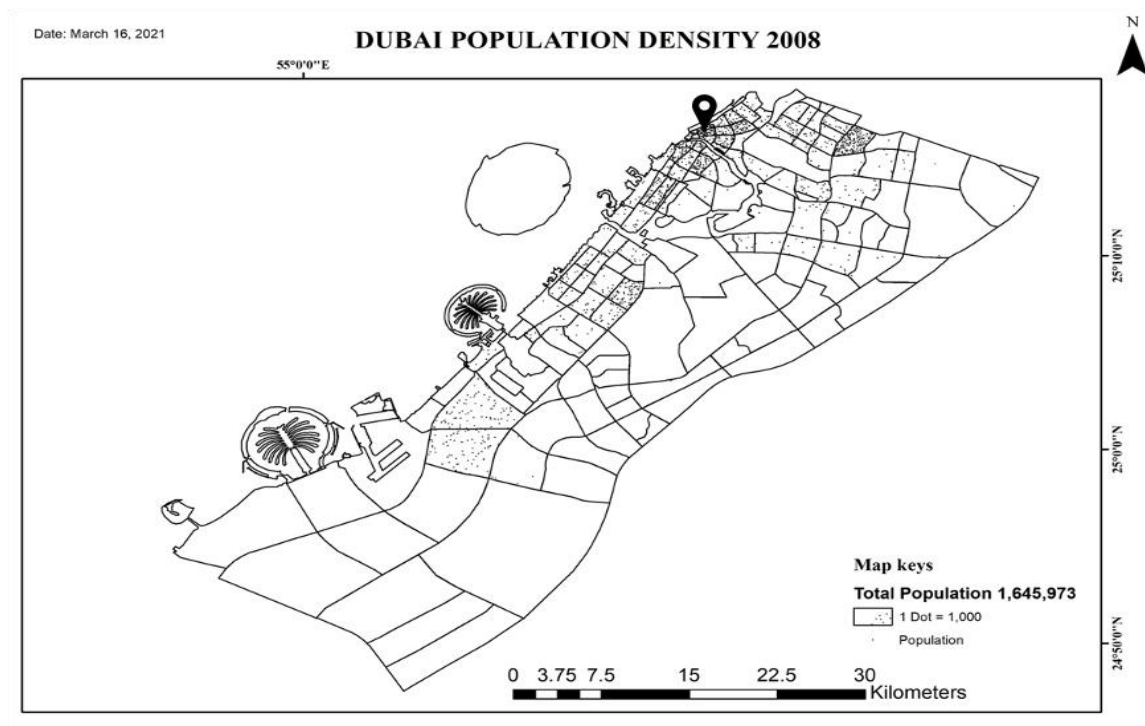 Date: March 16, 2021
DUBAI POPULATION DENSITY 2008
N
55°0'0"E
25°10'0"N
25°0'0"N
24°50'0"N
Map keys
Total Population 1,645,973
1 Dot = 1,000
Population
0 3.75 7.5 15 22.5 30
Kilometers